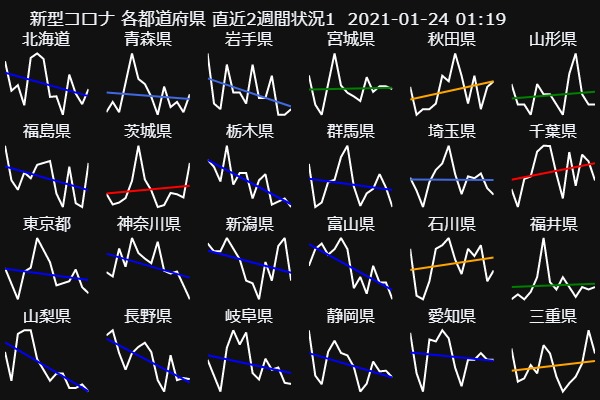 新型コロナ 各都道府県 直近2週間状況1 2021-01-24 01:19
北海道 青森県 岩手県 宮城県 秋田県 山形県
福島県 茨城県 栃木県 群馬県 埼玉県 千葉県
東京都 神奈川県 新潟県 富山県 石川県 福井県
山梨県 長野県 岐阜県 静岡県 愛知県 三重県